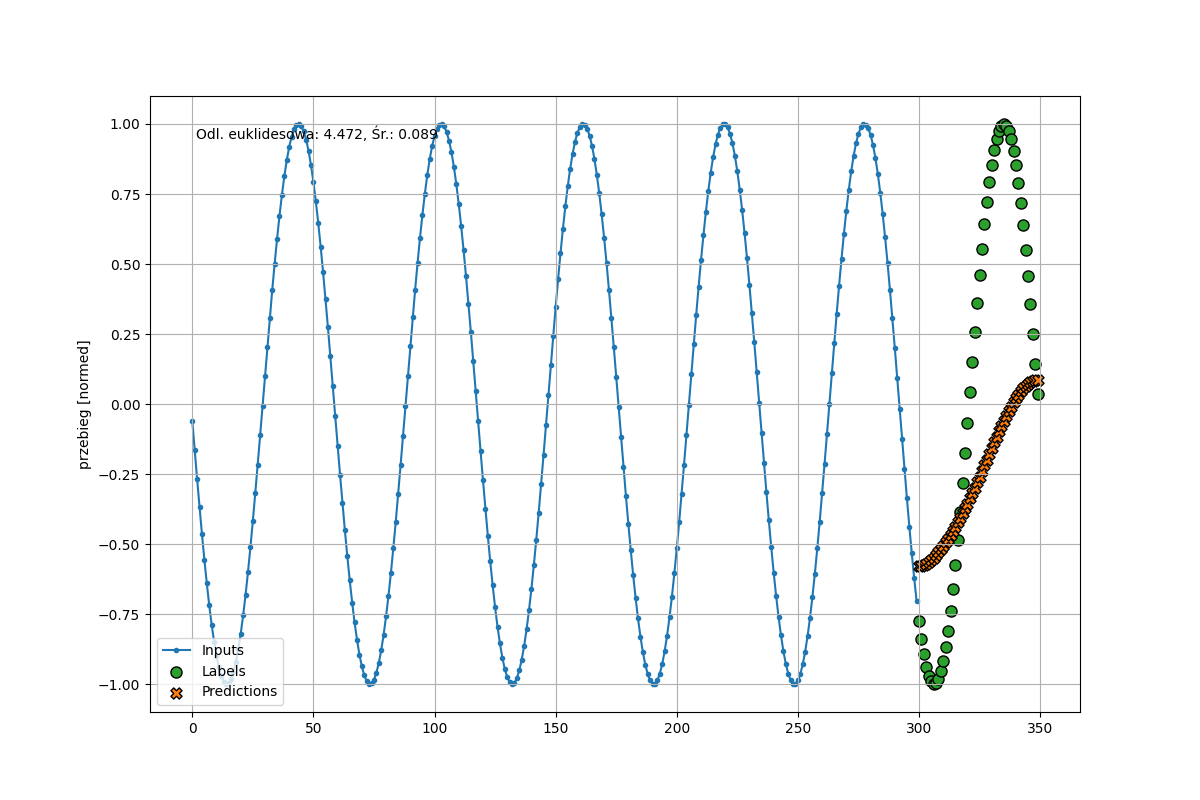 Odl. euklidesowa: 4.472, Śr.: 0.089
1.00
0.75
0.50
0.25
0.00
−0.25
−0.50
−0.75
−1.00
przebieg [normed]
Inputs
Labels
Predictions
0 50 100 150 200 250 300 350